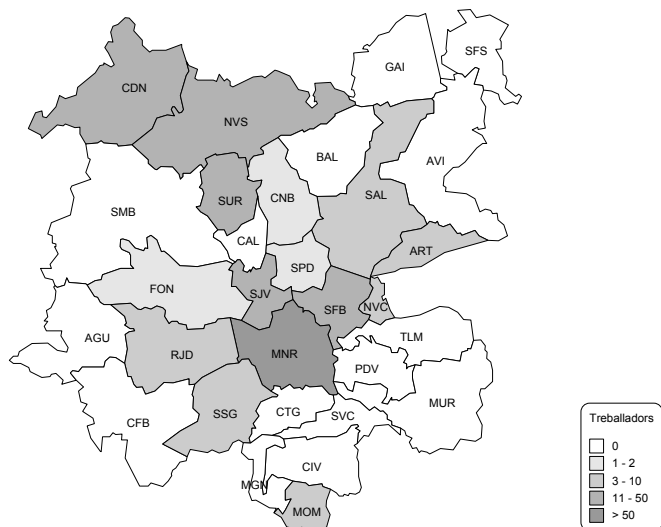 GAI
SFS
CDN
NVS
BAL
AVI
SUR
CNB
SAL
SMB
CAL
ART
SPD
FON
SJV
SFB
NVC
AGU
RJD
MNR
TLM
PDV
MUR
CFB
SSG
CTG
SVC
CIV
MGN
MOM
Treballadors
0
1 - 2
3 - 10
11 - 50
> 50